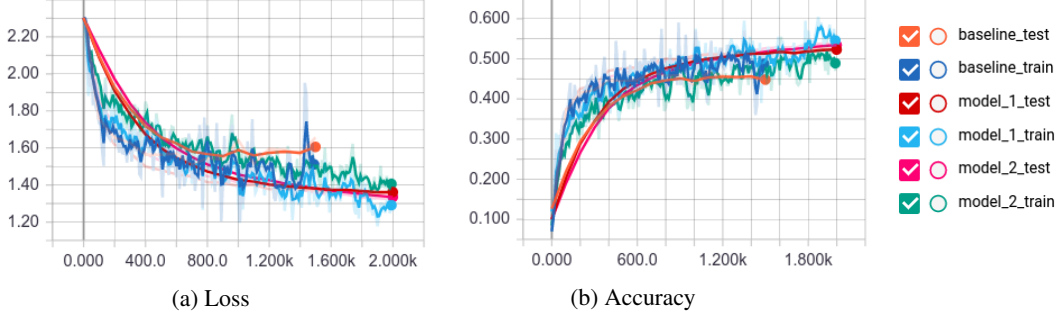 2.20
2.00
1.80
1.60
1.40
1.20
0.000 400.0 800.0 1.200k 1.600k 2.000k
(a) Loss
0.600
0.500
0.400
0.300
0.200
0.100
0.000 600.0 1.200k 1.800k
(b) Accuracy
baseline_test
baseline_train
model_1_test
model_1_train
model_2_test
model_2_train